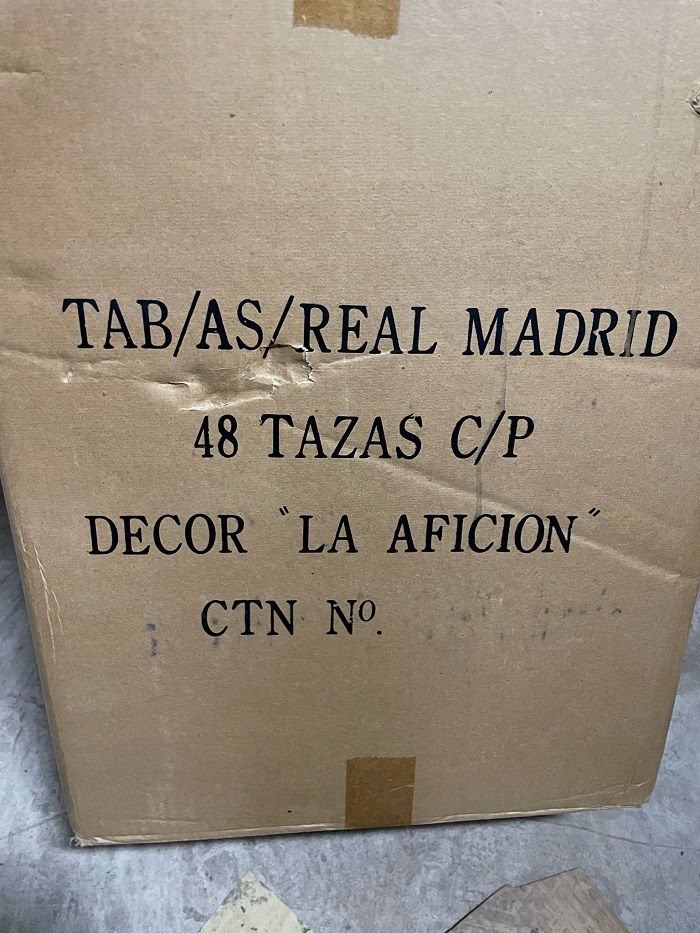 TAB/AS/REAL MADRID
48 TAZAS C/P
DECOR "LA AFICION"
CTN Nº.